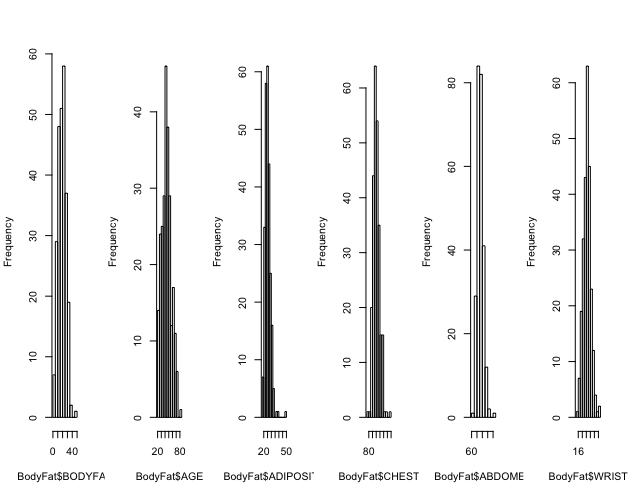 Frequency
0 10 20 30 40 50 60
0 40
BodyFat$BODYFA
Frequency
0 10 20 30 40
20 80
BodyFat$AGE
Frequency
0 10 20 30 40 50 60
20 50
BodyFat$ADIPOSI
Frequency
0 10 20 30 40 50 60
80
BodyFat$CHEST
Frequency
0 20 40 60 80
60
BodyFat$ABDOME
Frequency
0 10 20 30 40 50 60
16
BodyFat$WRIST